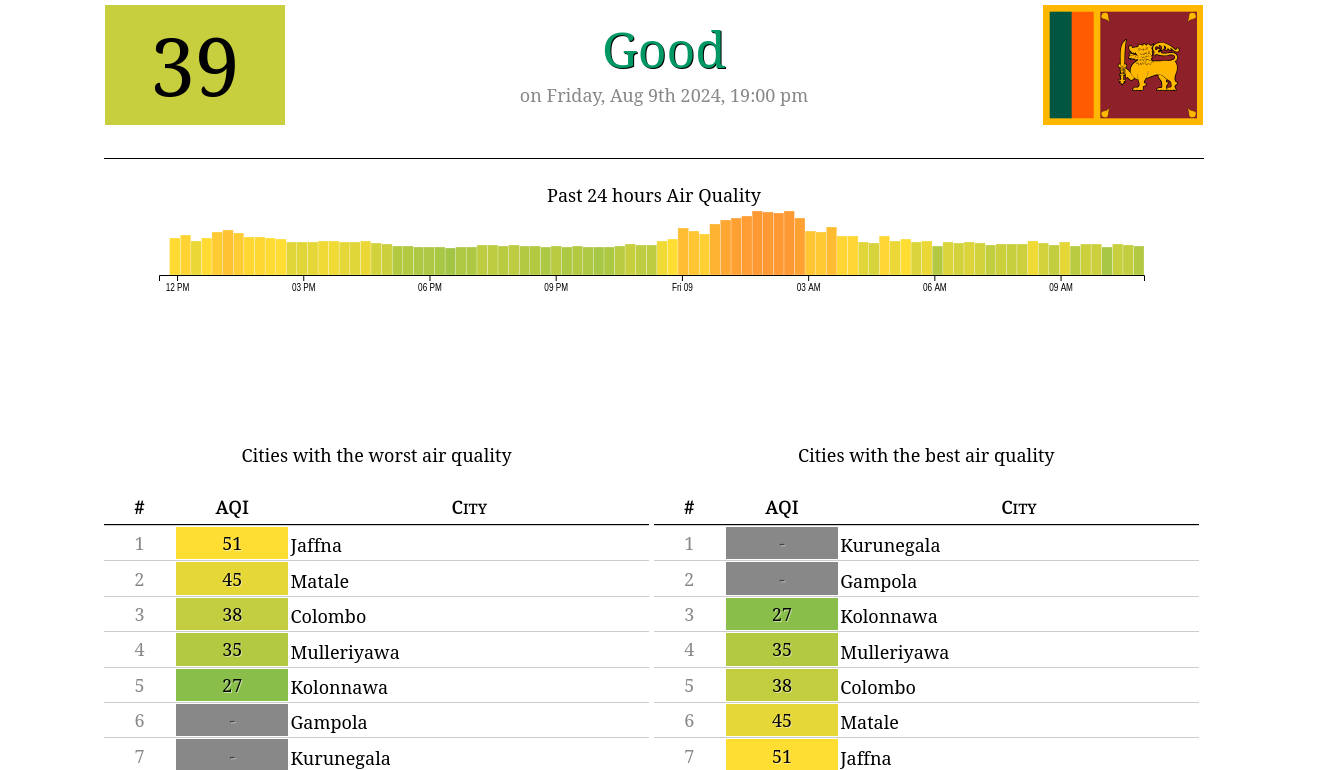 39
Good
on Friday, Aug 9th 2024, 19:00 pm
Past 24 hours Air Quality
12 PM 03 PM 06 PM 09 PM Fri 09 03 AM 06 AM 09 AM
Cities with the worst air quality
# AQI City
1 51 Jaffna
2 45 Matale
3 38 Colombo
4 35 Mulleriyawa
5 27 Kolonnawa
6 - Gampola
7 - Kurunegala
Cities with the best air quality
# AQI City
1 - Kurunegala
2 - Gampola
3 27 Kolonnawa
4 35 Mulleriyawa
5 38 Colombo
6 45 Matale
7 51 Jaffna